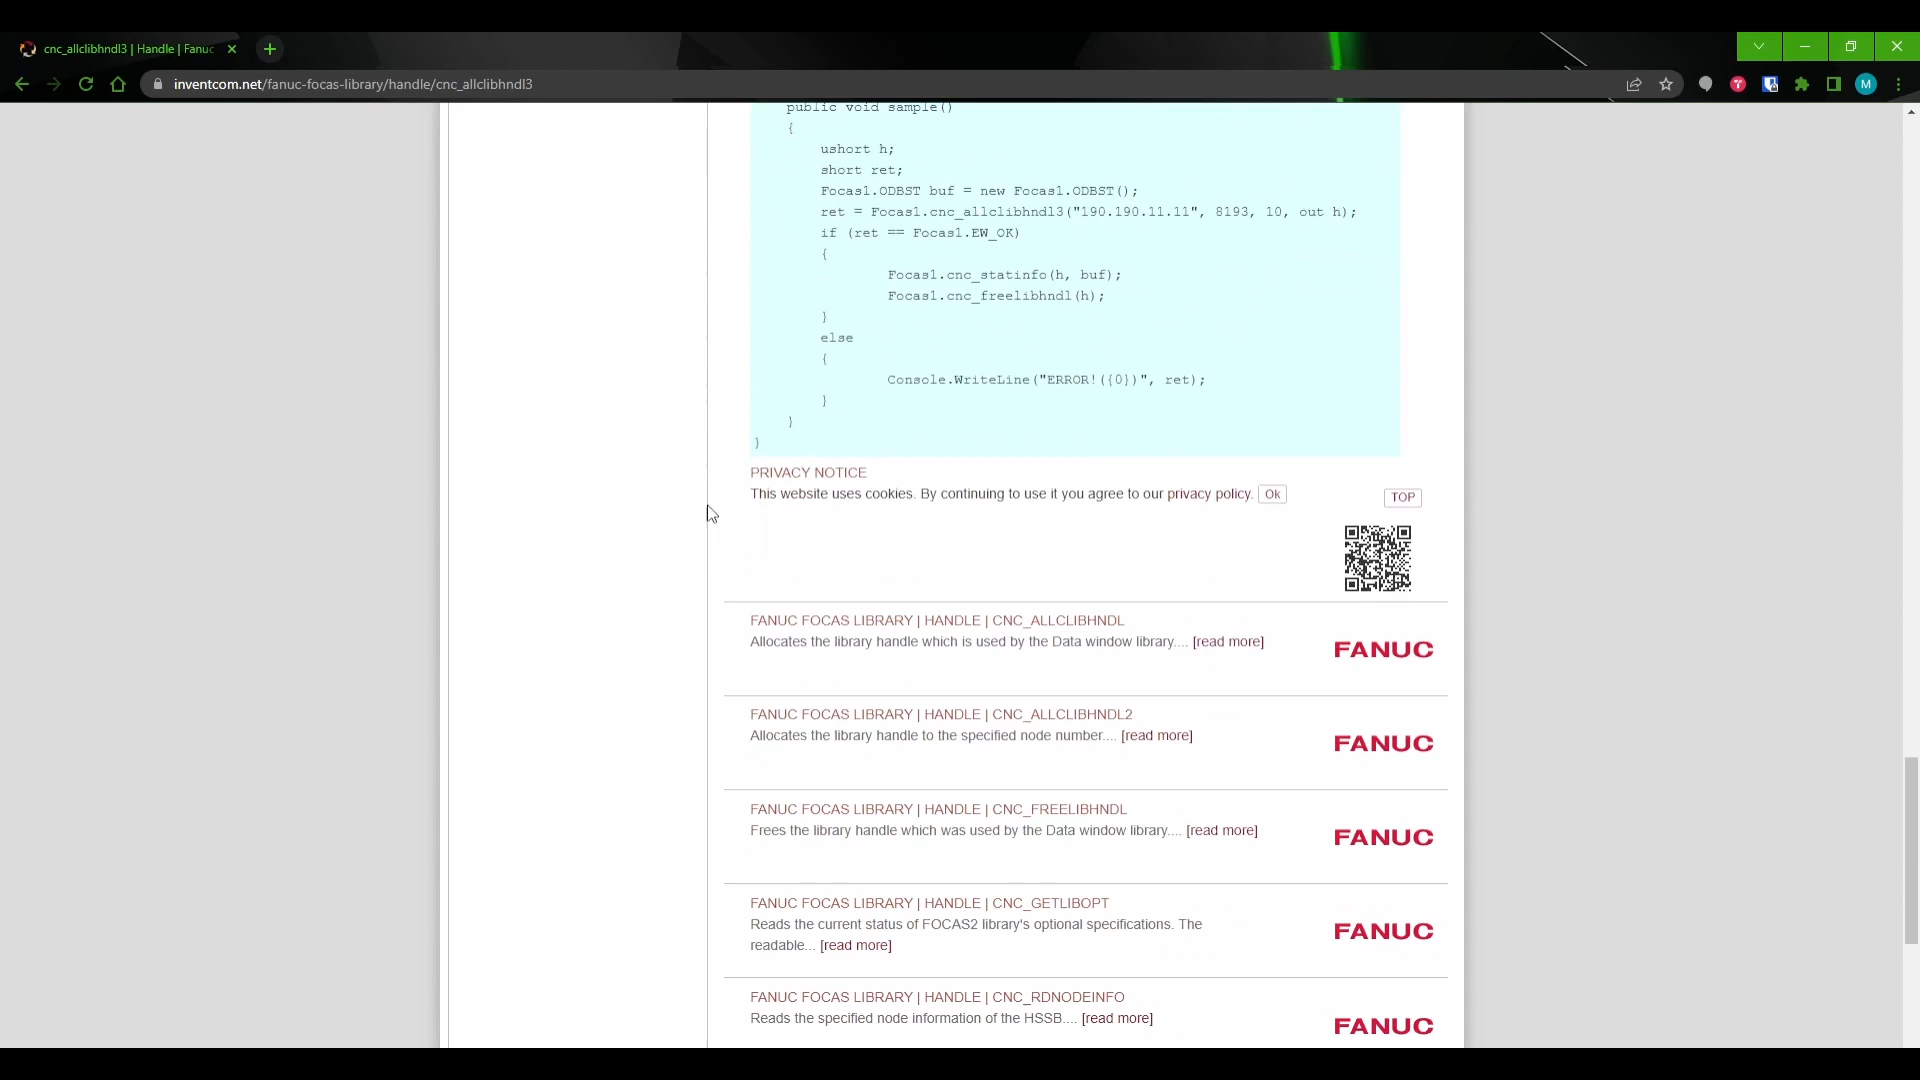 cnc_allclibhndl3 | Handle | Fanuc
inventcom.net/fanuc-focas-library/handle/cnc_allclibhndl3
M
public void sample()
{
ushort h;
short ret;
Focas1.ODBST buf = new Focas1.ODBST();
ret = Focas1.cnc_allclibhndl3("190.190.11.11", 8193, 10, out h);
if (ret == Focas1.EW_OK)
{
Focas1.cnc_statinfo(h, buf);
Focas1.cnc_freelibhndl(h);
}
else
{
Console.WriteLine("ERROR!({0})", ret);
}
}
}
PRIVACY NOTICE
This website uses cookies. By continuing to use it you agree to our privacy policy. Ok
TOP
FANUC FOCAS LIBRARY | HANDLE | CNC_ALLCLIBHNDL
Allocates the library handle which is used by the Data window library.... [read more]
FANUC
FANUC FOCAS LIBRARY | HANDLE | CNC_ALLCLIBHNDL2
Allocates the library handle to the specified node number.... [read more]
FANUC
FANUC FOCAS LIBRARY | HANDLE | CNC_FREELIBHNDL
Frees the library handle which was used by the Data window library.... [read more]
FANUC
FANUC FOCAS LIBRARY | HANDLE | CNC_GETLIBOPT
Reads the current status of FOCAS2 library's optional specifications. The
readable... [read more]
FANUC
FANUC FOCAS LIBRARY | HANDLE | CNC_RDNODEINFO
Reads the specified node information of the HSSB.... [read more]
FANUC